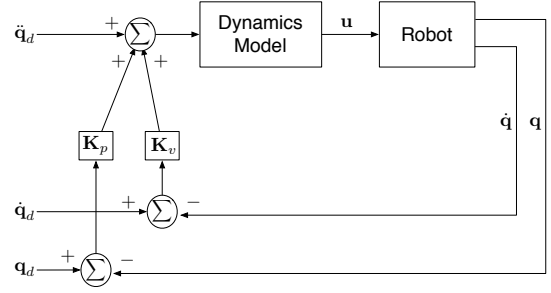 q̈_d + ∑ Dynamics Model u Robot
+ +
q̇ q
K_p K_v
q̇_d + ∑ −
q_d + ∑ −